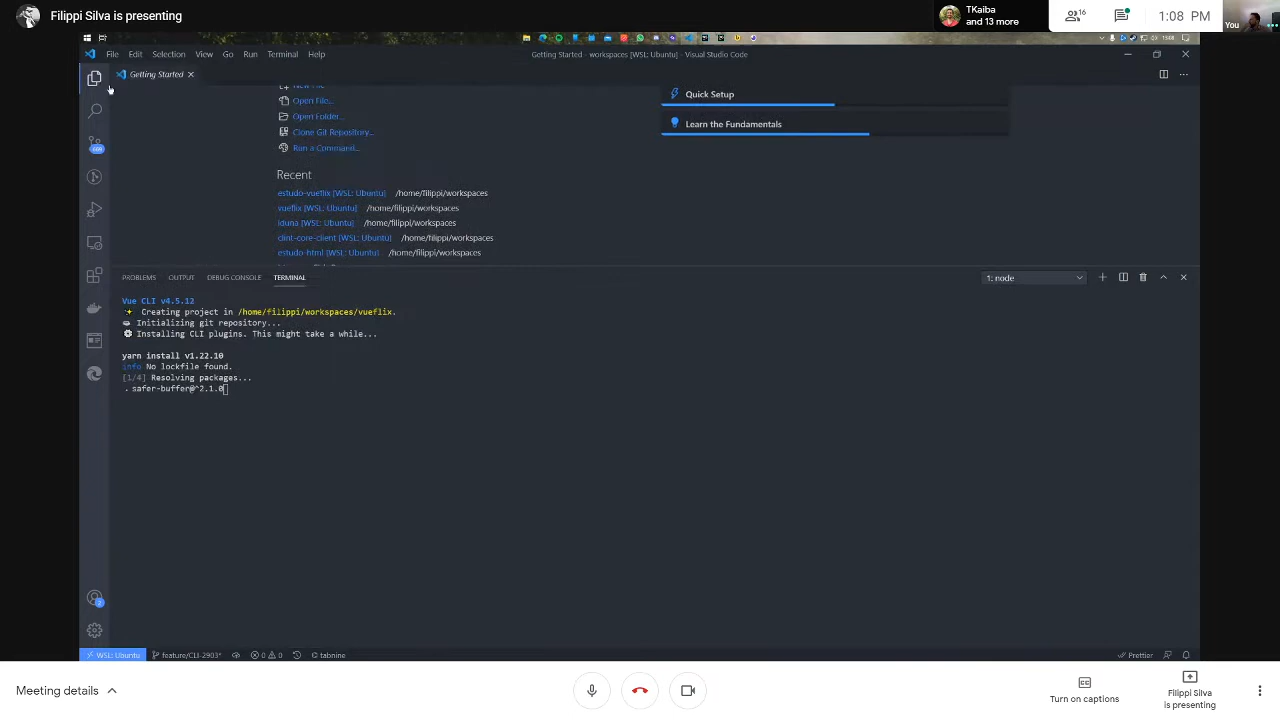 Filippi Silva is presenting
TKaiba
and 13 more
16
1:08 PM
You
File Edit Selection View Go Run Terminal Help
Getting Started - workspaces [WSL: Ubuntu] - Visual Studio Code
Getting Started
New File
Open File...
Open Folder...
Clone Git Repository...
Run a Command...
Quick Setup
Learn the Fundamentals
Recent
estudo-vueflix [WSL: Ubuntu] /home/filippi/workspaces
vueflix [WSL: Ubuntu] /home/filippi/workspaces
iduna [WSL: Ubuntu] /home/filippi/workspaces
clint-core-client [WSL: Ubuntu] /home/filippi/workspaces
estudo-html [WSL: Ubuntu] /home/filippi/workspaces
PROBLEMS OUTPUT DEBUG CONSOLE TERMINAL
1: node
Vue CLI v4.5.12
Creating project in /home/filippi/workspaces/vueflix.
Initializing git repository...
Installing CLI plugins. This might take a while...
yarn install v1.22.10
info No lockfile found.
[1/4] Resolving packages...
. safer-buffer@^2.1.0
2
WSL: Ubuntu feature/CLI-2903* 0 0 tabnine
Prettier
Meeting details
Turn on captions
Filippi Silva
is presenting